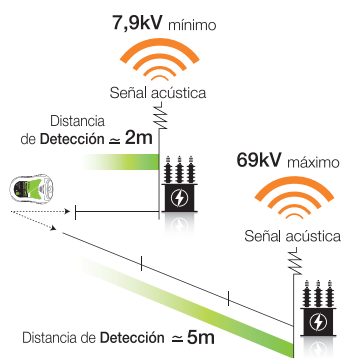 7,9kV mínimo
Señal acústica
Distancia
de Detección ≃ 2m
69kV máximo
Señal acústica
Distancia de Detección ≃ 5m